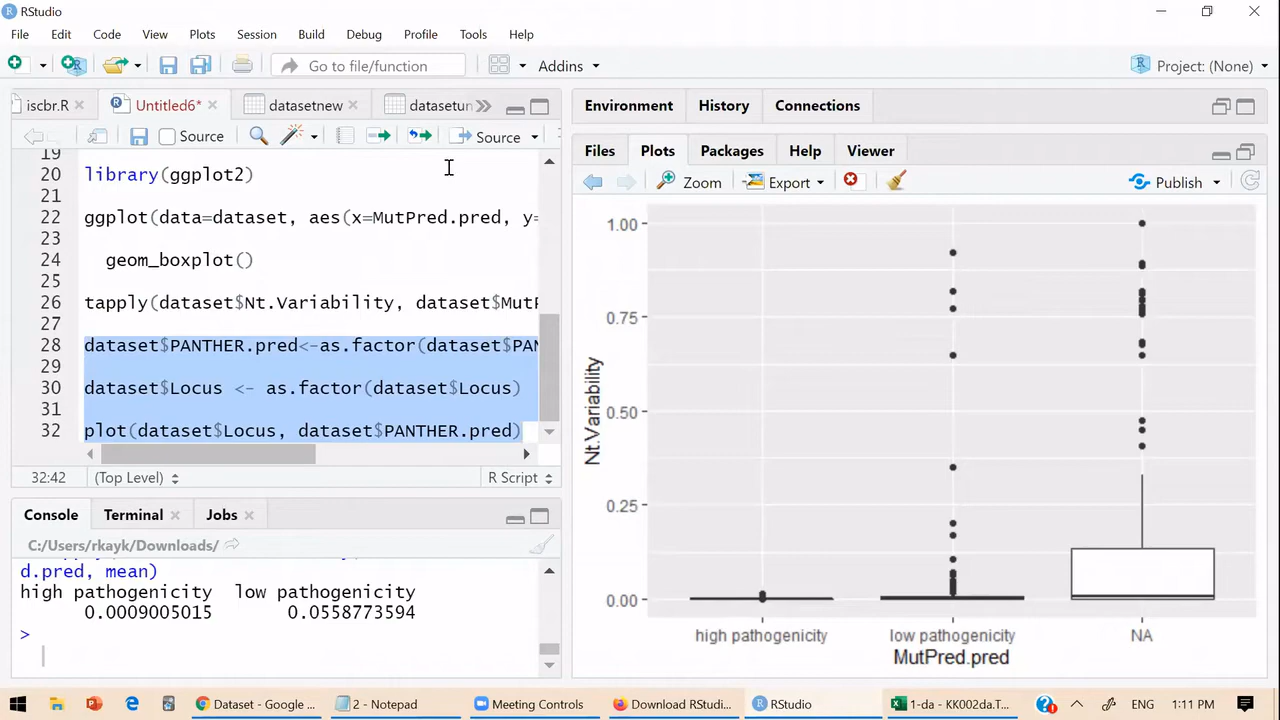 RStudio
File Edit Code View Plots Session Build Debug Profile Tools Help
Go to file/function Addins Project: (None)
iscbr.R Untitled6* datasetnew datasetur
Source Source
19
20 library(ggplot2)
21
22 ggplot(data=dataset, aes(x=MutPred.pred, y=
23
24 geom_boxplot()
25
26 tapply(dataset$Nt.Variability, dataset$MutP
27
28 dataset$PANTHER.pred<-as.factor(dataset$PAN
29
30 dataset$Locus <- as.factor(dataset$Locus)
31
32 plot(dataset$Locus, dataset$PANTHER.pred)
32:42 (Top Level) R Script
Console Terminal Jobs
C:/Users/rkayk/Downloads/
d.pred, mean)
high pathogenicity low pathogenicity
0.0009005015 0.0558773594
>
Environment History Connections
Files Plots Packages Help Viewer
Zoom Export Publish
1.00
0.75
0.50
0.25
0.00
Nt.Variability
high pathogenicity low pathogenicity NA
MutPred.pred
Dataset - Google ... 2 - Notepad Meeting Controls Download RStudi... RStudio 1-da - KK002da.T... ENG 1:11 PM